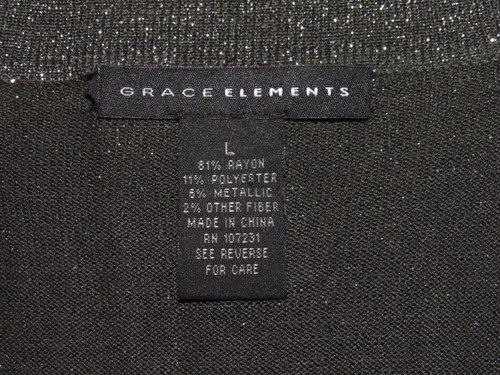 GRACE ELEMENTS
L
81% RAYON
11% POLYESTER
6% METALLIC
2% OTHER FIBER
MADE IN CHINA
RN 107231
SEE REVERSE
FOR CARE